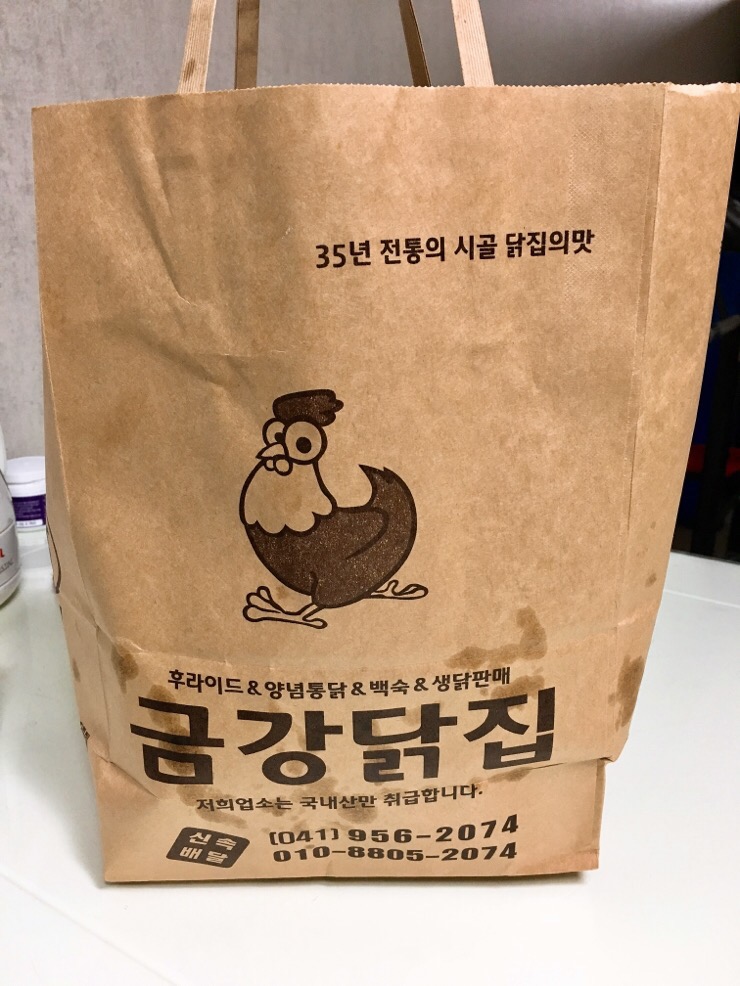 35년 전통의 시골 닭집의맛
후라이드&양념통닭&백숙&생닭판매
금강닭집
저희업소는 국내산만 취급합니다.
신속
배달
(041) 956-2074
010-8805-2074